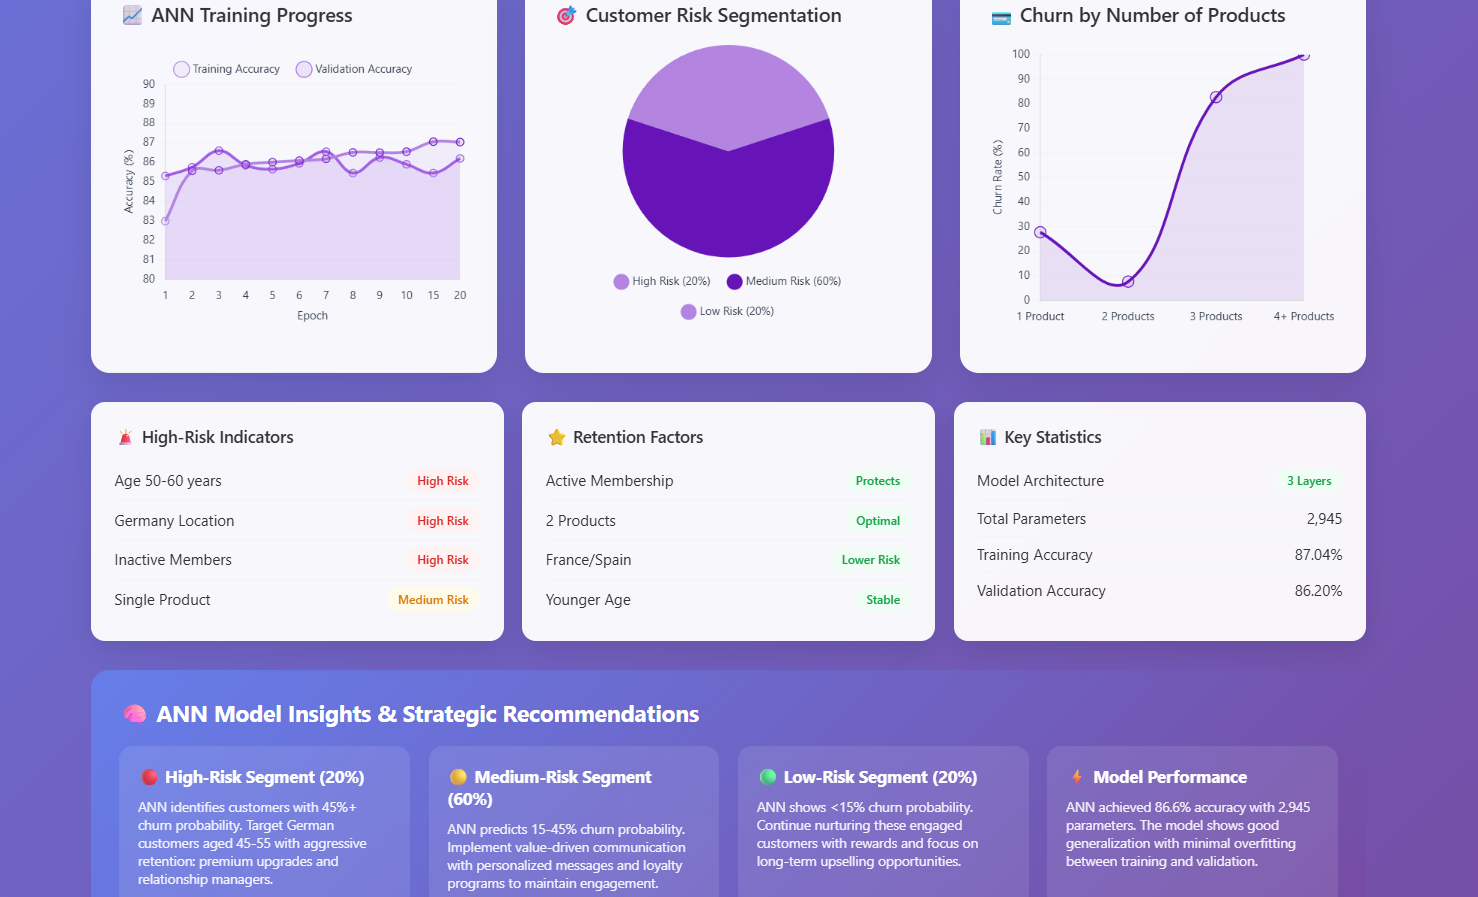 ANN Training Progress
Training Accuracy
Validation Accuracy
90
89
88
87
86
85
84
83
82
81
80
Accuracy (%)
1 2 3 4 5 6 7 8 9 10 15 20
Epoch
Customer Risk Segmentation
High Risk (20%)
Medium Risk (60%)
Low Risk (20%)
Churn by Number of Products
100
90
80
70
60
50
40
30
20
10
0
Churn Rate (%)
1 Product 2 Products 3 Products 4+ Products
High-Risk Indicators
Age 50-60 years High Risk
Germany Location High Risk
Inactive Members High Risk
Single Product Medium Risk
Retention Factors
Active Membership Protects
2 Products Optimal
France/Spain Lower Risk
Younger Age Stable
Key Statistics
Model Architecture 3 Layers
Total Parameters 2,945
Training Accuracy 87.04%
Validation Accuracy 86.20%
ANN Model Insights & Strategic Recommendations
High-Risk Segment (20%)
ANN identifies customers with 45%+
churn probability. Target German
customers aged 45-55 with aggressive
retention: premium upgrades and
relationship managers.
Medium-Risk Segment
(60%)
ANN predicts 15-45% churn probability.
Implement value-driven communication
with personalized messages and loyalty
programs to maintain engagement.
Low-Risk Segment (20%)
ANN shows <15% churn probability.
Continue nurturing these engaged
customers with rewards and focus on
long-term upselling opportunities.
Model Performance
ANN achieved 86.6% accuracy with 2,945
parameters. The model shows good
generalization with minimal overfitting
between training and validation.